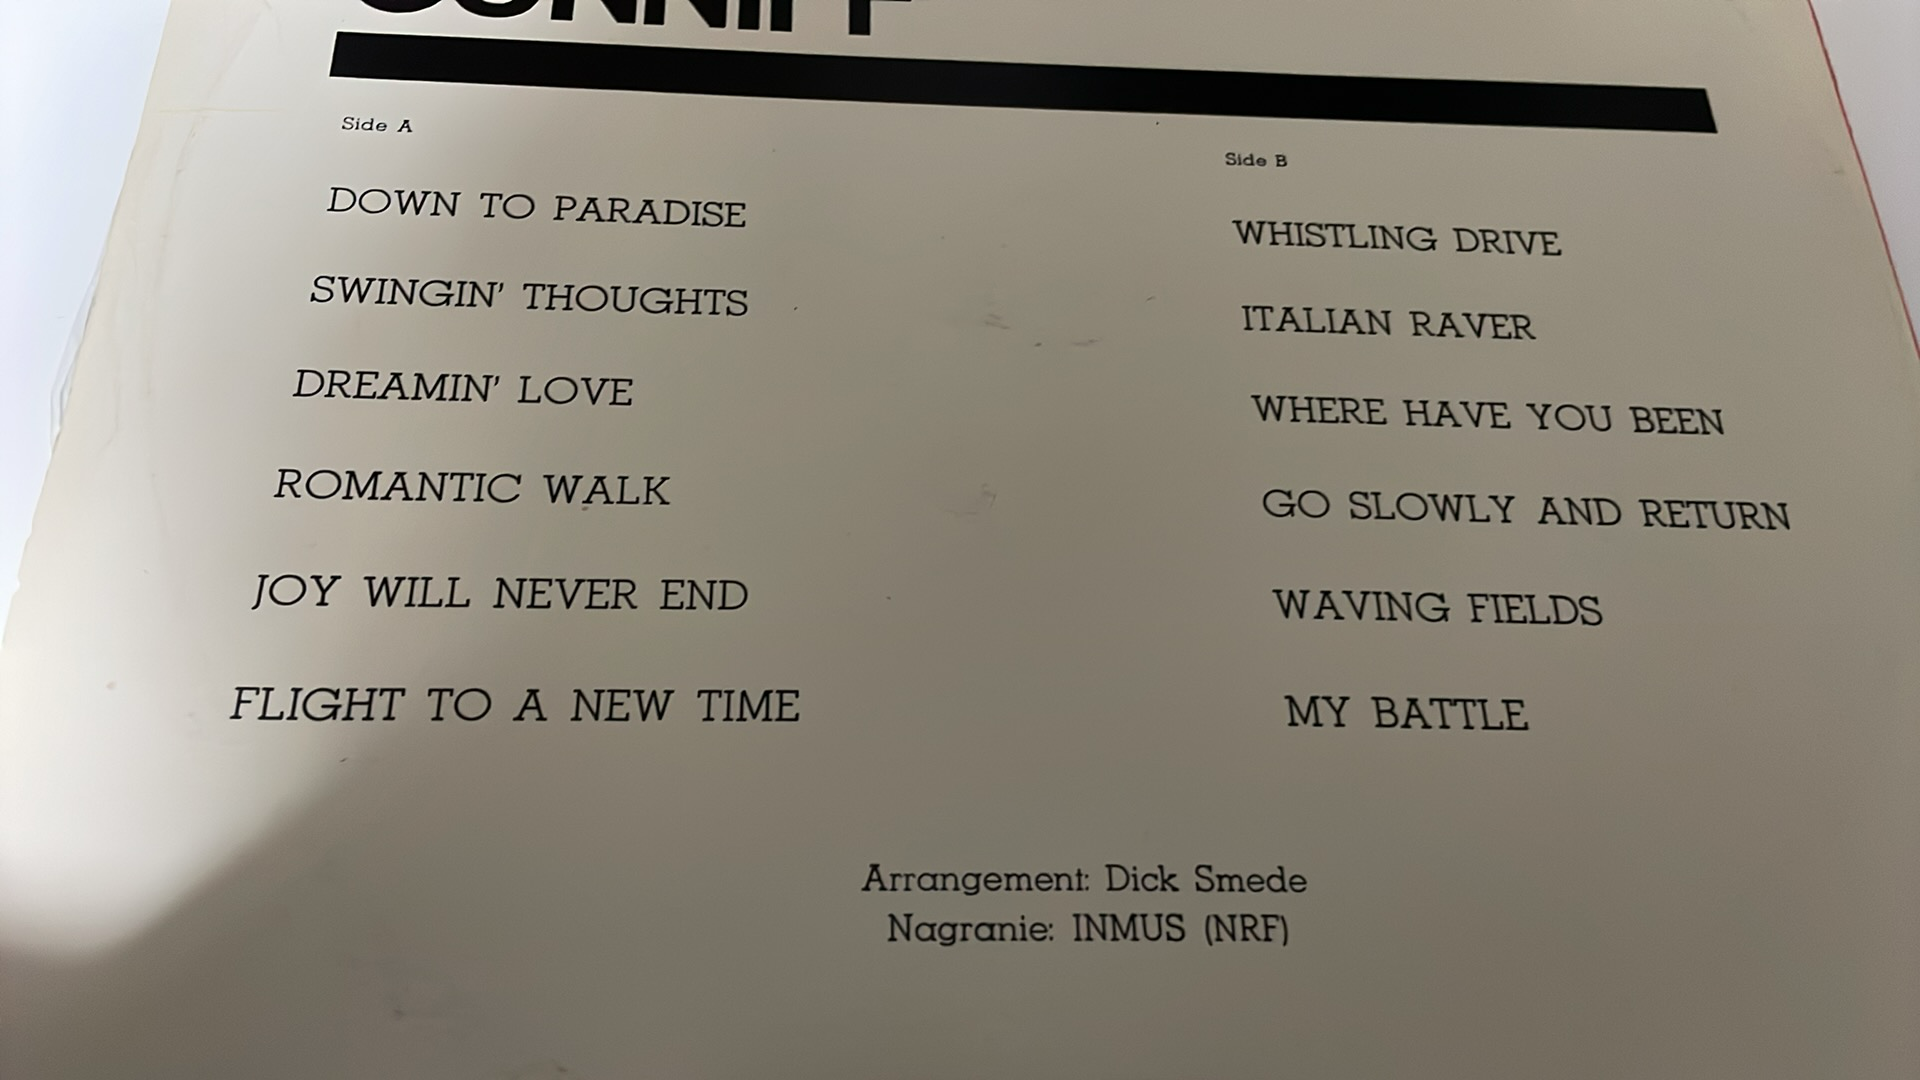 CONNIFF
Side A
DOWN TO PARADISE
SWINGIN' THOUGHTS
DREAMIN' LOVE
ROMANTIC WALK
JOY WILL NEVER END
FLIGHT TO A NEW TIME
Side B
WHISTLING DRIVE
ITALIAN RAVER
WHERE HAVE YOU BEEN
GO SLOWLY AND RETURN
WAVING FIELDS
MY BATTLE
Arrangement: Dick Smede
Nagranie: INMUS (NRF)